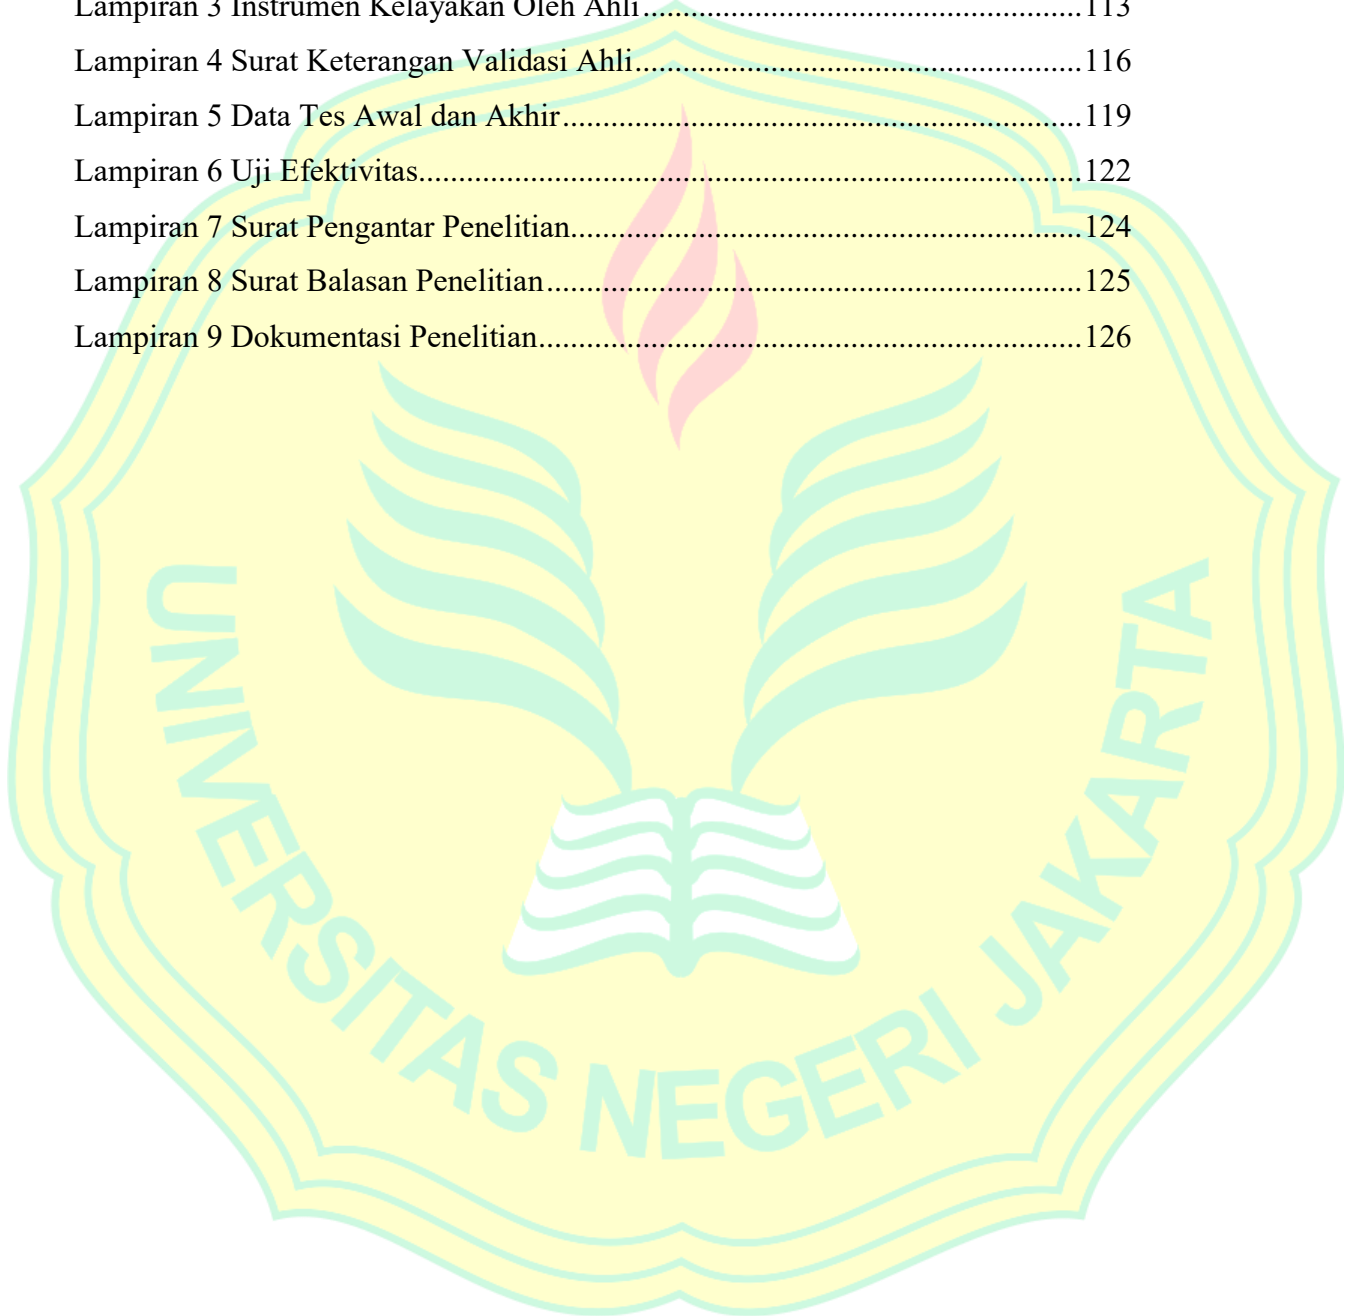 Lampiran 3 Instrumen Kelayakan Oleh Ahli........................................................113
Lampiran 4 Surat Keterangan Validasi Ahli........................................................116
Lampiran 5 Data Tes Awal dan Akhir.................................................................119
Lampiran 6 Uji Efektivitas...................................................................................122
Lampiran 7 Surat Pengantar Penelitian................................................................124
Lampiran 8 Surat Balasan Penelitian...................................................................125
Lampiran 9 Dokumentasi Penelitian....................................................................126
UNIVERSITAS NEGERI JAKARTA